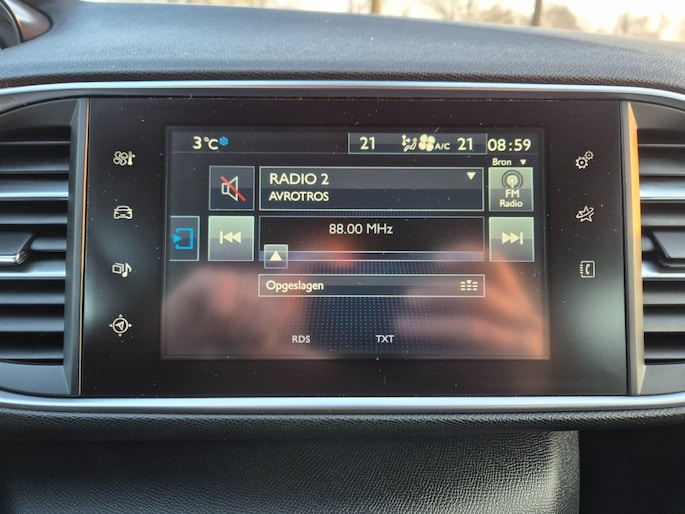 3°C 21 A/C 21 08:59
Bron
RADIO 2
AVROTROS
FM
Radio
88.00 MHz
Opgeslagen
RDS TXT